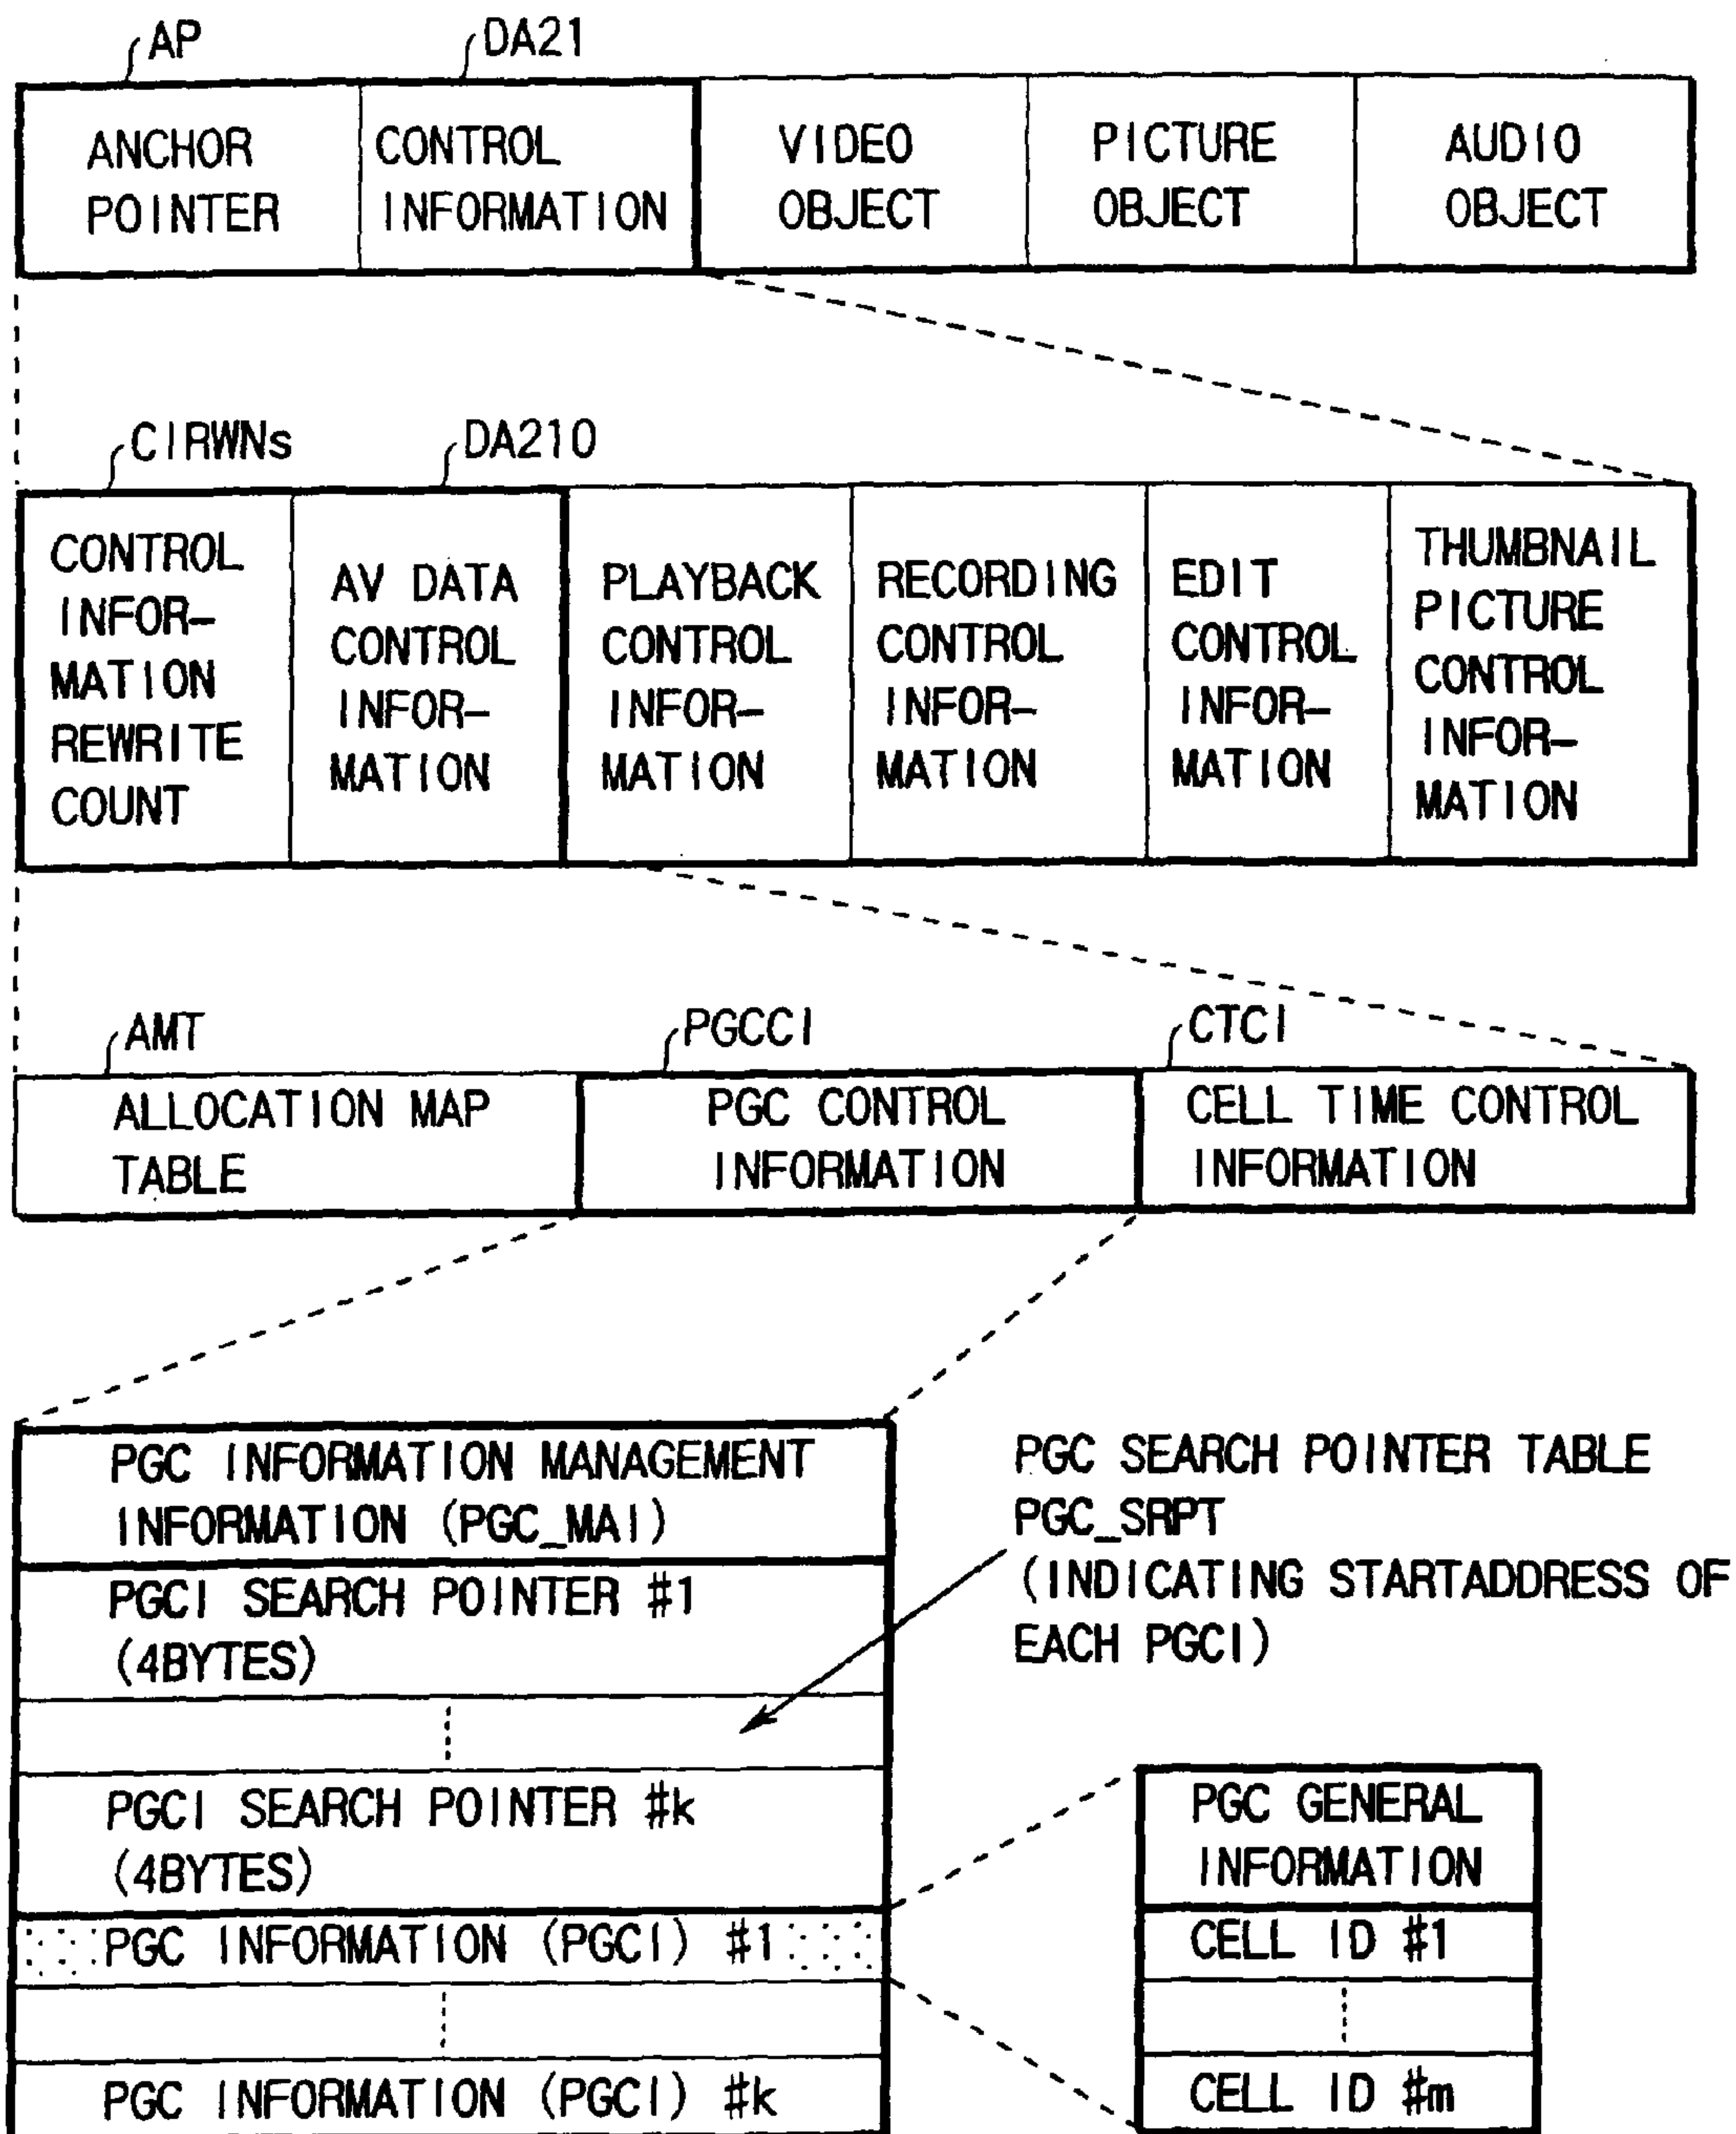 AP
DA21
ANCHOR
POINTER
CONTROL
INFORMATION
VIDEO
OBJECT
PICTURE
OBJECT
AUDIO
OBJECT
CIRWNs
DA210
CONTROL
INFOR-
MATION
REWRITE
COUNT
AV DATA
CONTROL
INFOR-
MATION
PLAYBACK
CONTROL
INFOR-
MATION
RECORDING
CONTROL
INFOR-
MATION
EDIT
CONTROL
INFOR-
MATION
THUMBNAIL
PICTURE
CONTROL
INFOR-
MATION
AMT
PGCCI
CTCI
ALLOCATION MAP
TABLE
PGC CONTROL
INFORMATION
CELL TIME CONTROL
INFORMATION
PGC INFORMATION MANAGEMENT
INFORMATION (PGC_MAI)
PGCI SEARCH POINTER #1
(4BYTES)
PGCI SEARCH POINTER #k
(4BYTES)
PGC INFORMATION (PGCI) #1
PGC INFORMATION (PGCI) #k
PGC SEARCH POINTER TABLE
PGC_SRPT
(INDICATING STARTADDRESS OF
EACH PGCI)
PGC GENERAL
INFORMATION
CELL ID #1
CELL ID #m